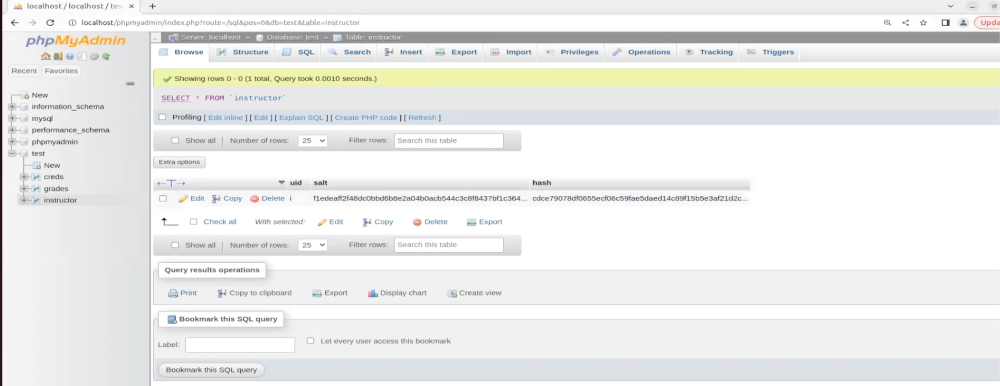 localhost / localhost / tes
localhost/phpmyadmin/index.php?route=/sql&pos=0&db=test&table=instructor
Upda
phpMyAdmin
Server: localhost » Database: test » Table: instructor
Browse Structure SQL Search Insert Export Import Privileges Operations Tracking Triggers
Recent Favorites
New
information_schema
mysql
performance_schema
phpmyadmin
test
New
creds
grades
instructor
Showing rows 0 - 0 (1 total, Query took 0.0010 seconds.)
SELECT * FROM `instructor`
Profiling [ Edit inline ] [ Edit ] [ Explain SQL ] [ Create PHP code ] [ Refresh ]
Show all | Number of rows: 25 Filter rows: Search this table
Extra options
←T→ uid salt hash
Edit Copy Delete i f1edeaff2f48dc0bbd6b8e2a04b0acb544c3c8f8437bf1c364... cdce79078df0655ecf06c59fae5daed14c89f15b5e3af21d2c...
Check all With selected: Edit Copy Delete Export
Show all | Number of rows: 25 Filter rows: Search this table
Query results operations
Print Copy to clipboard Export Display chart Create view
Bookmark this SQL query
Label: Let every user access this bookmark
Bookmark this SQL query